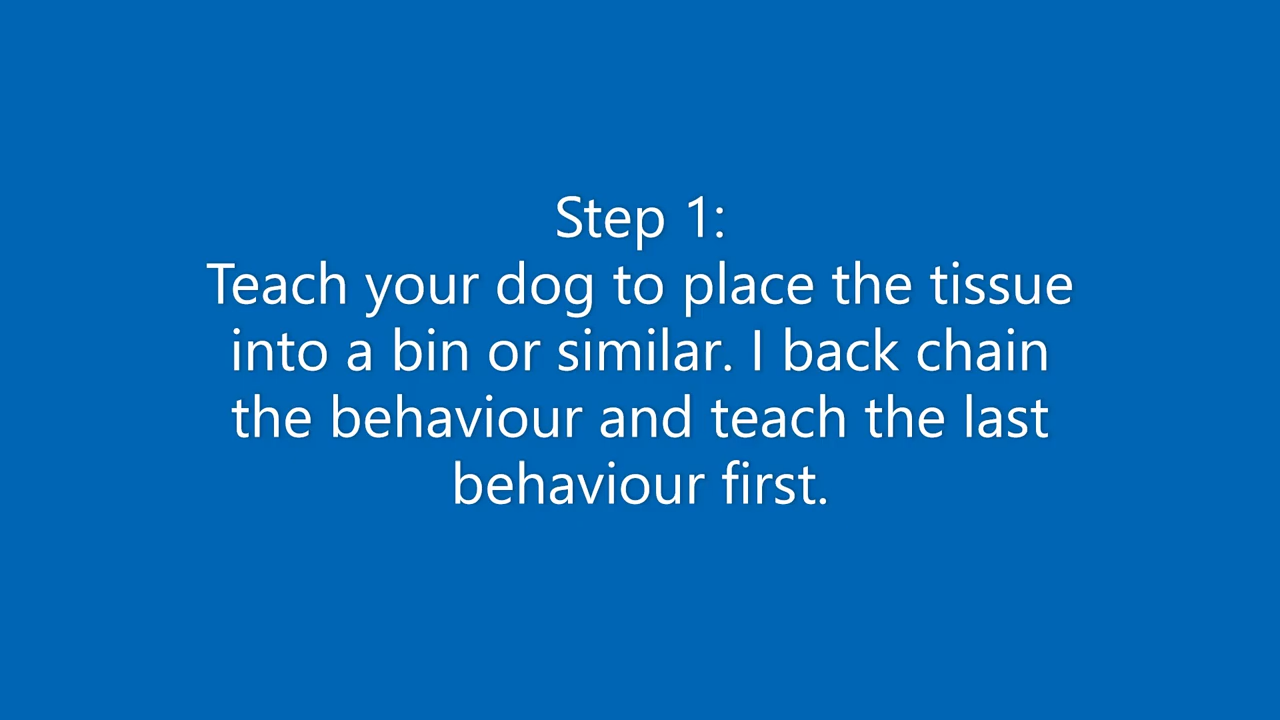 Step 1:
Teach your dog to place the tissue
into a bin or similar. I back chain
the behaviour and teach the last
behaviour first.